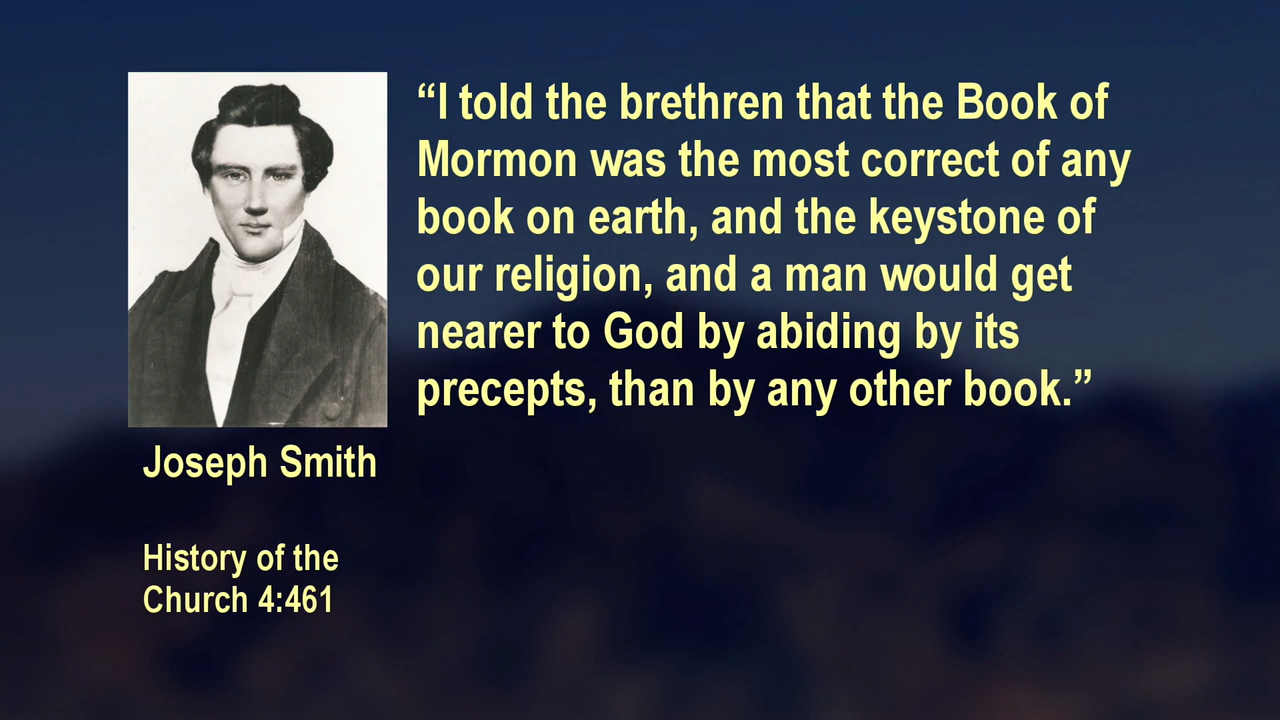 “I told the brethren that the Book of
Mormon was the most correct of any
book on earth, and the keystone of
our religion, and a man would get
nearer to God by abiding by its
precepts, than by any other book.”
Joseph Smith
History of the
Church 4:461